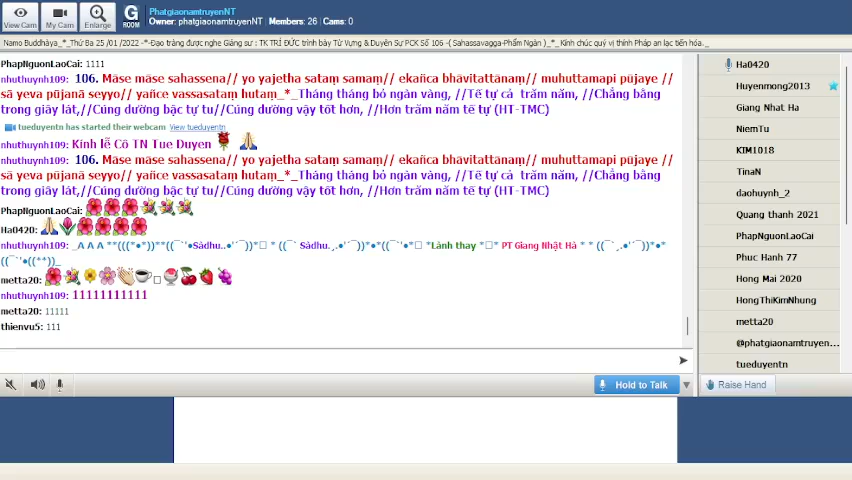 View Cam
My Cam
Enlarge
G
ROOM
PhatgiaonamtruyenNT
Owner: phatgiaonamtruyenNT | Members: 26 | Cams: 0
Namo Buddhàya_*_Thứ Ba 25 /01 /2022 -*-Đạo tràng được nghe Giảng sư : TK TRÍ ĐỨC trình bày Từ Vựng & Duyên Sự PCK Số 106 -( Sahassavagga-Phẩm Ngàn )_*_Kính chúc quý vị thính Pháp an lạc tiến hóa._
PhapNguonLaoCai: 1111
nhuthuynh109: 106. Māse māse sahassena// yo yajetha sataṃ samaṃ// ekañca bhāvitattānaṃ// muhuttamapi pūjaye //
// sā yeva pūjanā seyyo// yañce vassasataṃ hutaṃ._*_Tháng tháng bỏ ngàn vàng, //Tế tự cả  trăm năm, //Chẳng bằng
trong giây lát,//Cúng dường bậc tự tu//Cúng dường vậy tốt hơn, //Hơn trăm năm tế tự (HT-TMC)
tueduyentn has started their webcam View tueduyentn
nhuthuynh109: Kính lễ Cô TN Tue Duyen
nhuthuynh109: 106. Māse māse sahassena// yo yajetha sataṃ samaṃ// ekañca bhāvitattānaṃ// muhuttamapi pūjaye //
// sā yeva pūjanā seyyo// yañce vassasataṃ hutaṃ._*_Tháng tháng bỏ ngàn vàng, //Tế tự cả  trăm năm, //Chẳng bằng
trong giây lát,//Cúng dường bậc tự tu//Cúng dường vậy tốt hơn, //Hơn trăm năm tế tự (HT-TMC)
PhapNguonLaoCai:
Ha0420:
nhuthuynh109: _A A A **(((*●*))**((¯`'●Sàdhu..●'´¯))*□ * ((¯` Sádhu.¸.●'´¯))*●*((¯`'●*□ *Lành thay *□* PT Giang Nhật Hà * * ((¯`¸.●*'´¯))*●*
((¯`'●((**))_
metta20:
nhuthuynh109: 11111111111
metta20: 11111
thienvu5: 111
Hold to Talk
Ha0420
Huyenmong2013
Giang Nhat Ha
NiemTu
KIM1018
TinaN
daohuynh_2
Quang thanh 2021
PhapNguonLaoCai
Phuc Hanh 77
Hong Mai 2020
HongThiKimNhung
metta20
@phatgiaonamtruyen...
tueduyentn
Raise Hand